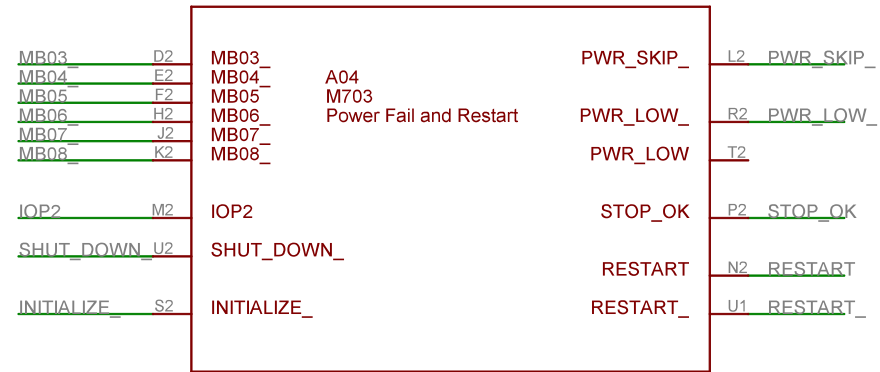 MB03_ D2 MB03_ PWR_SKIP_ L2 PWR_SKIP_
MB04_ E2 MB04_ A04
MB05 F2 MB05 M703
MB06_ H2 MB06_ Power Fail and Restart PWR_LOW_ R2 PWR_LOW_
MB07_ J2 MB07_
MB08_ K2 MB08_ PWR_LOW T2
IOP2 M2 IOP2 STOP_OK P2 STOP_OK
SHUT_DOWN_ U2 SHUT_DOWN_
RESTART N2 RESTART
INITIALIZE_ S2 INITIALIZE_ RESTART_ U1 RESTART_